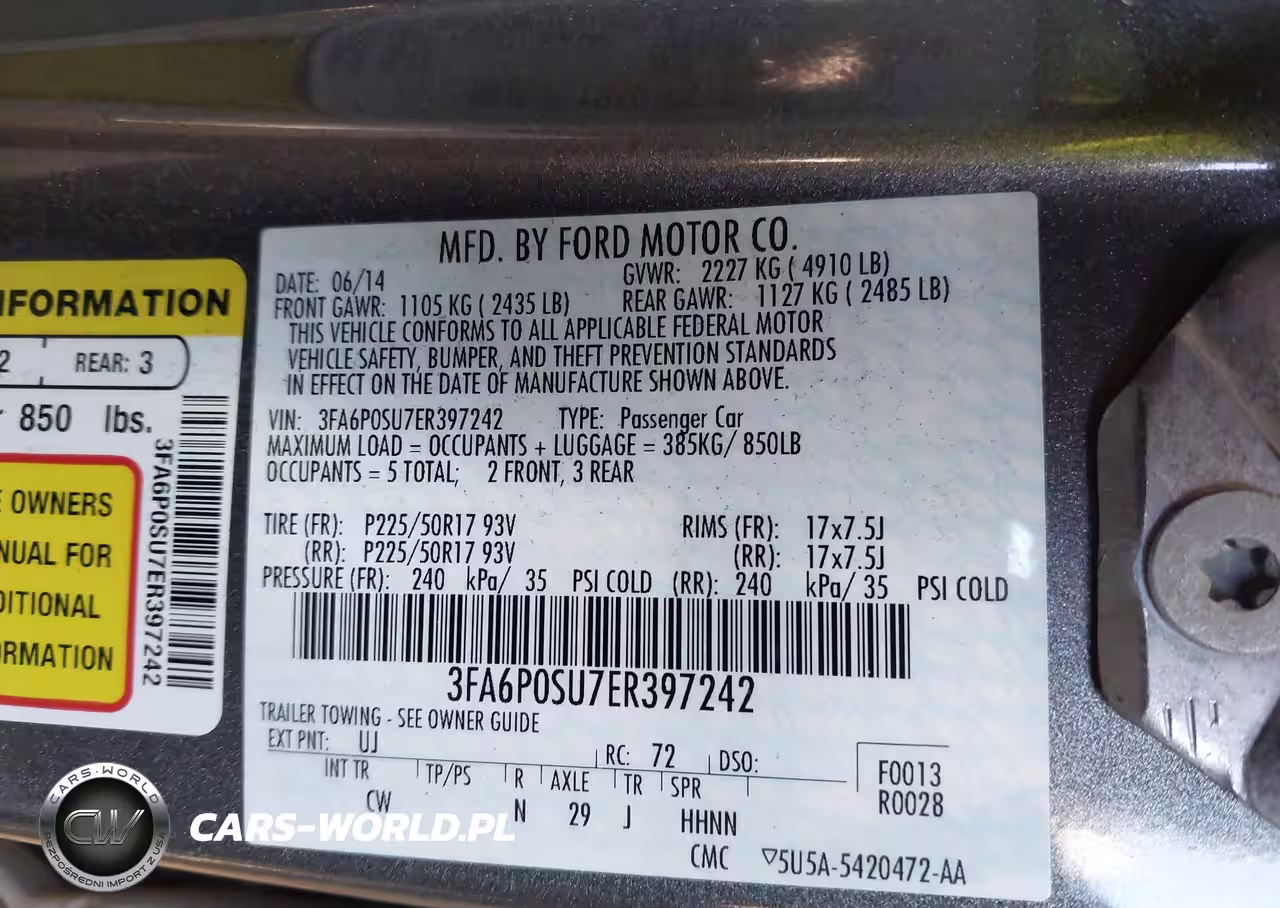 MFD. BY FORD MOTOR CO.
DATE: 06/14 GVWR: 2227 KG ( 4910 LB)
FRONT GAWR: 1105 KG ( 2435 LB) REAR GAWR: 1127 KG ( 2485 LB)
THIS VEHICLE CONFORMS TO ALL APPLICABLE FEDERAL MOTOR
VEHICLE SAFETY, BUMPER, AND THEFT PREVENTION STANDARDS
IN EFFECT ON THE DATE OF MANUFACTURE SHOWN ABOVE.
VIN: 3FA6P0SU7ER397242 TYPE: Passenger Car
MAXIMUM LOAD = OCCUPANTS + LUGGAGE = 385KG/ 850LB
OCCUPANTS = 5 TOTAL; 2 FRONT, 3 REAR
TIRE (FR): P225/50R17 93V RIMS (FR): 17x7.5J
(RR): P225/50R17 93V (RR): 17x7.5J
PRESSURE (FR): 240 kPa/ 35 PSI COLD (RR): 240 kPa/ 35 PSI COLD
3FA6P0SU7ER397242
TRAILER TOWING - SEE OWNER GUIDE
EXT PNT: UJ RC: 72 DSO:
INT TR TP/PS R AXLE TR SPR
CW N 29 J HHNN
F0013
R0028
CMC ▽5U5A-5420472-AA
NFORMATION
2 REAR: 3
r 850 lbs.
E OWNERS
NUAL FOR
DITIONAL
ORMATION
3FA6P0SU7ER397242
CARS-WORLD
CW
BEZPOŚREDNI IMPORT Z USA
CARS-WORLD.PL